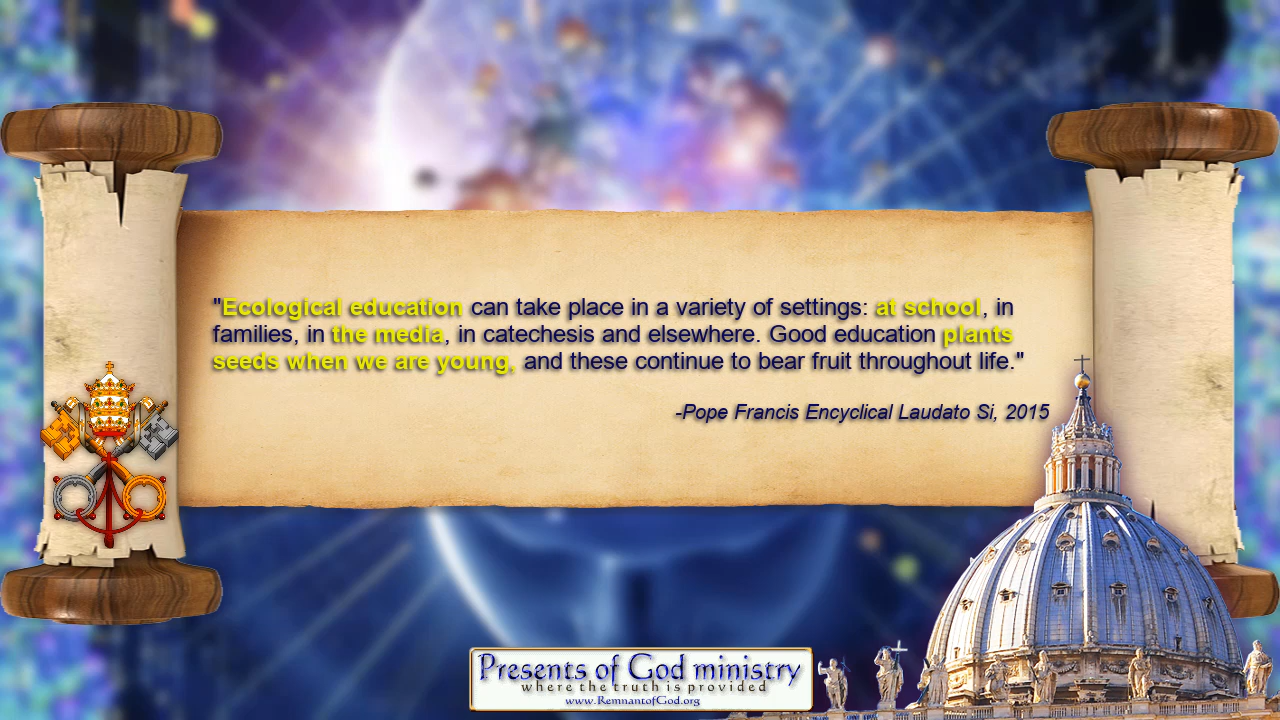 "Ecological education can take place in a variety of settings: at school, in
families, in the media, in catechesis and elsewhere. Good education plants
seeds when we are young, and these continue to bear fruit throughout life."
-Pope Francis Encyclical Laudato Si, 2015
Presents of God ministry
where the truth is provided
www.RemnantofGod.org